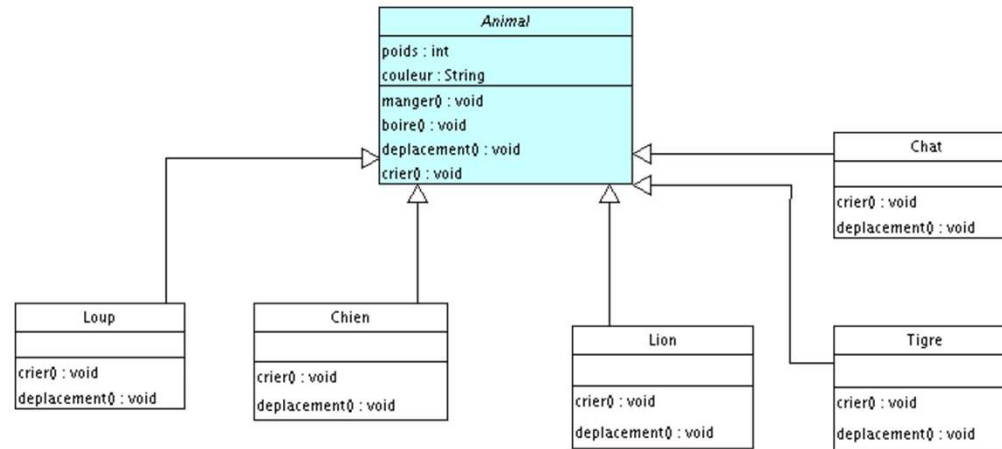 Animal
poids : int
couleur : String
manger() : void
boire() : void
deplacement() : void
crier() : void
Chat
crier() : void
deplacement() : void
Loup
crier() : void
deplacement() : void
Chien
crier() : void
deplacement() : void
Lion
crier() : void
deplacement() : void
Tigre
crier() : void
deplacement() : void